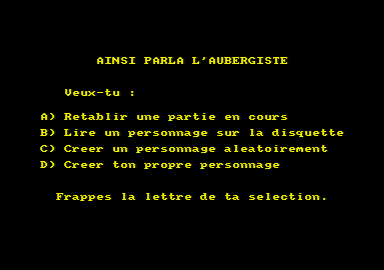 AINSI PARLA L'AUBERGISTE
Veux-tu :
A) Retablir une partie en cours
B) Lire un personnage sur la disquette
C) Creer un personnage aleatoirement
D) Creer ton propre personnage
Frappes la lettre de ta selection.